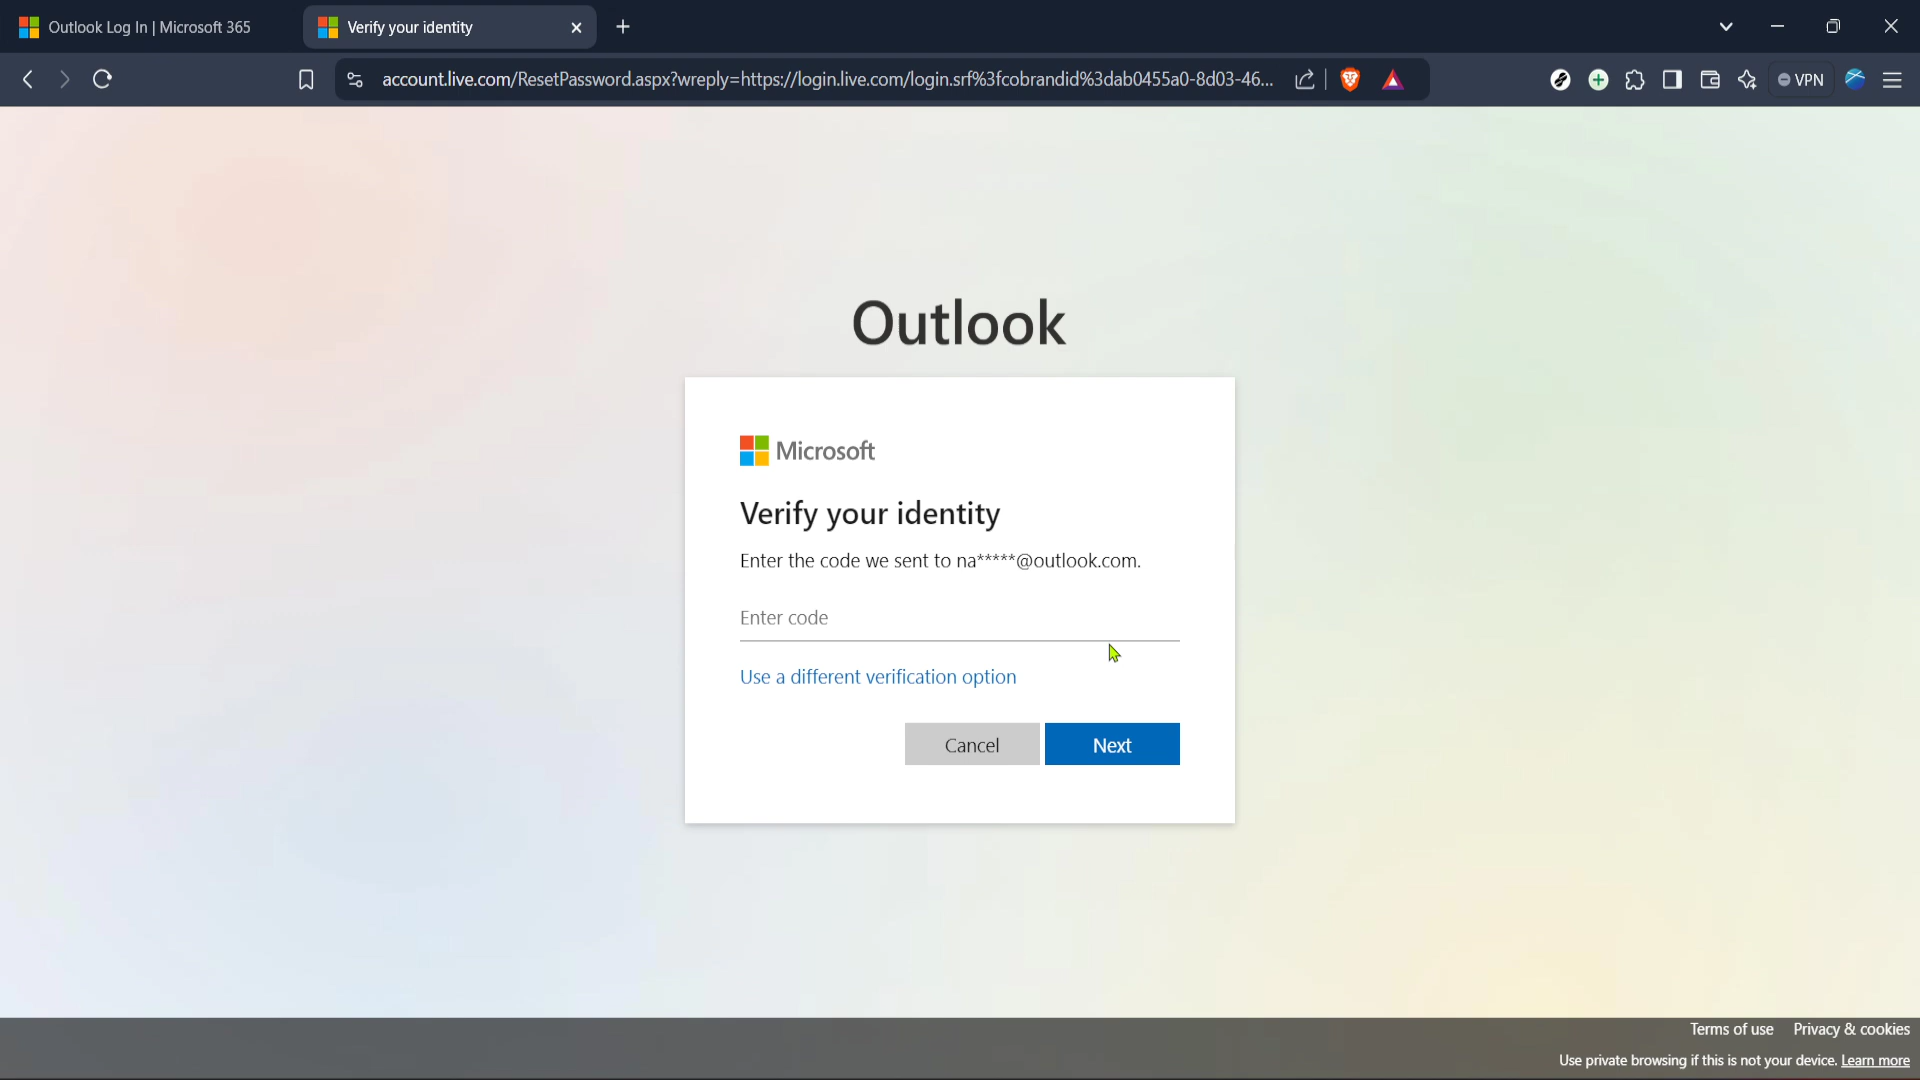 Outlook Log In | Microsoft 365
Verify your identity
account.live.com/ResetPassword.aspx?wreply=https://login.live.com/login.srf%3fcobrandid%3dab0455a0-8d03-46...
VPN
Outlook
Microsoft
Verify your identity
Enter the code we sent to na*****@outlook.com.
Enter code
Use a different verification option
Cancel
Next
Terms of use
Privacy & cookies
Use private browsing if this is not your device. Learn more